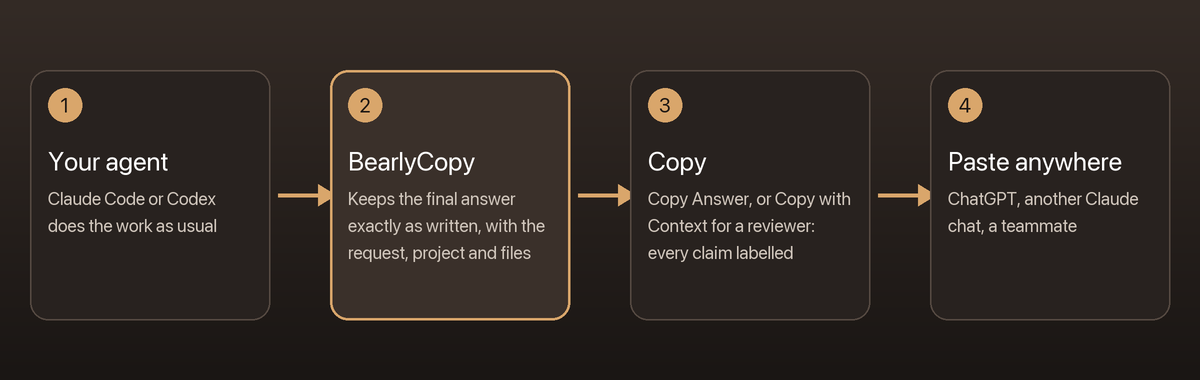 1
Your agent
Claude Code or Codex
does the work as usual
2
BearlyCopy
Keeps the final answer
exactly as written, with the
request, project and files
3
Copy
Copy Answer, or Copy with
Context for a reviewer:
every claim labelled
4
Paste anywhere
ChatGPT, another Claude
chat, a teammate